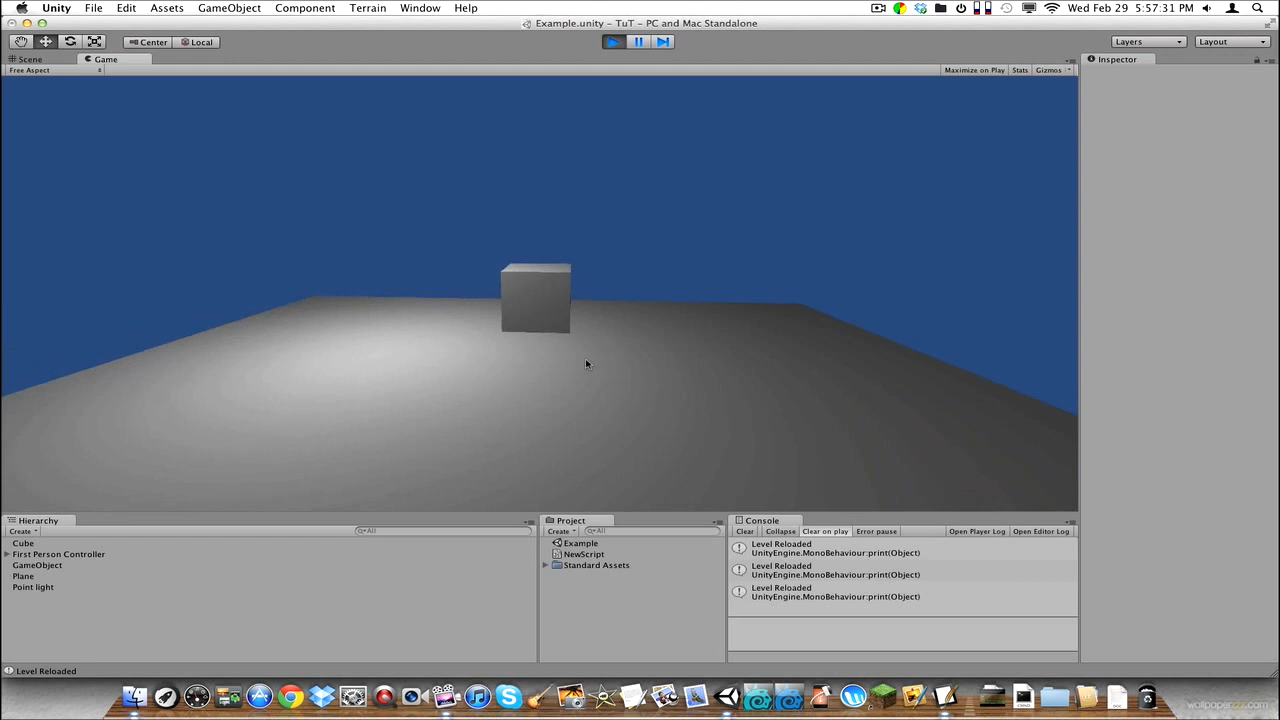 Unity File Edit Assets GameObject Component Terrain Window Help Wed Feb 29 5:57:31 PM
Example.unity – TuT – PC and Mac Standalone
Center Local Layers Layout
Scene Game Inspector
Free Aspect Maximize on Play Stats Gizmos
Hierarchy
Create All
Cube
First Person Controller
GameObject
Plane
Point light
Project
Create All
Example
NewScript
Standard Assets
Console
Clear Collapse Clear on play Error pause Open Player Log Open Editor Log
Level Reloaded
UnityEngine.MonoBehaviour:print(Object)
Level Reloaded
UnityEngine.MonoBehaviour:print(Object)
Level Reloaded
UnityEngine.MonoBehaviour:print(Object)
Level Reloaded